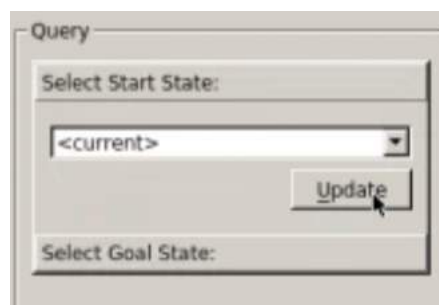 Query
Select Start State:
<current>
Update
Select Goal State: